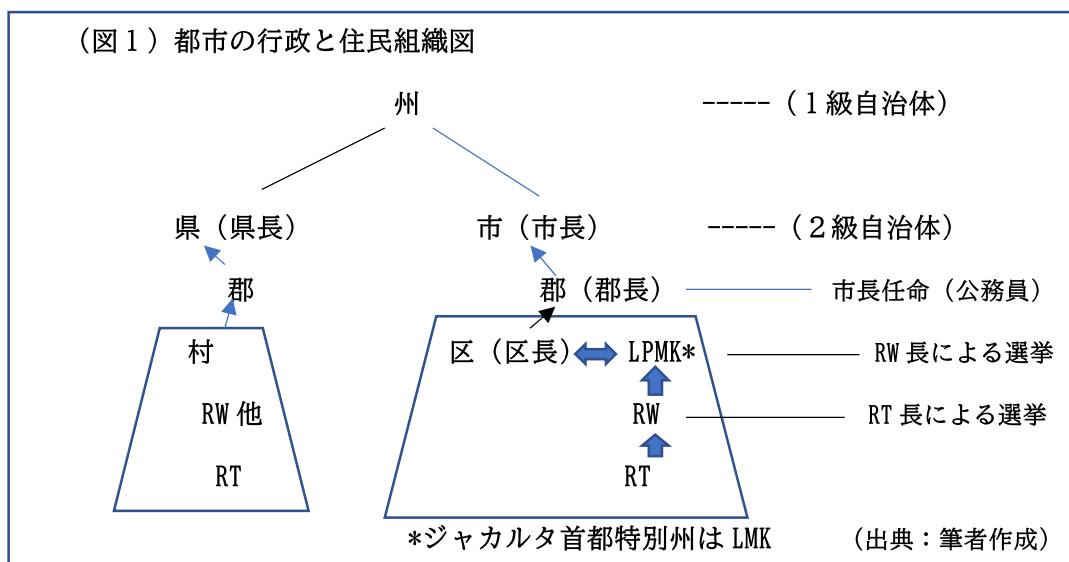 （図１）都市の行政と住民組織図
州 -----（１級自治体）
県（県長） 市（市長） -----（２級自治体）
郡 郡（郡長） 市長任命（公務員）
村 区（区長） LPMK* RW 長による選挙
RW 他 RW RT 長による選挙
RT RT
*ジャカルタ首都特別州は LMK （出典：筆者作成）